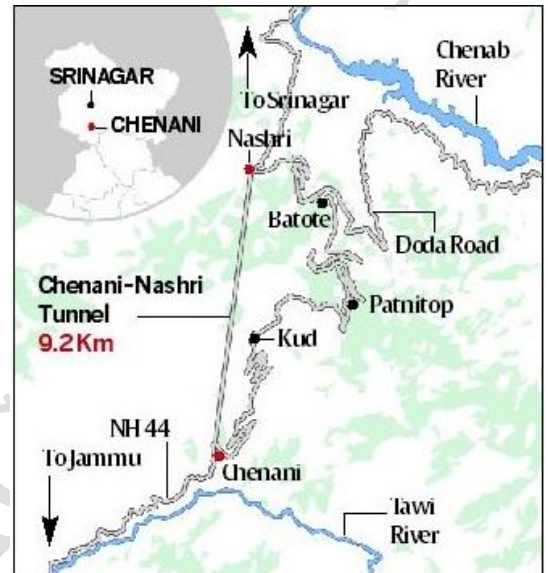 SRINAGAR
CHENANI
To Srinagar
Nashri
Chenab
River
Batote
Doda Road
Chenani-Nashri
Tunnel
9.2Km
Patnitop
Kud
NH 44
To Jammu
Chenani
Tawi
River